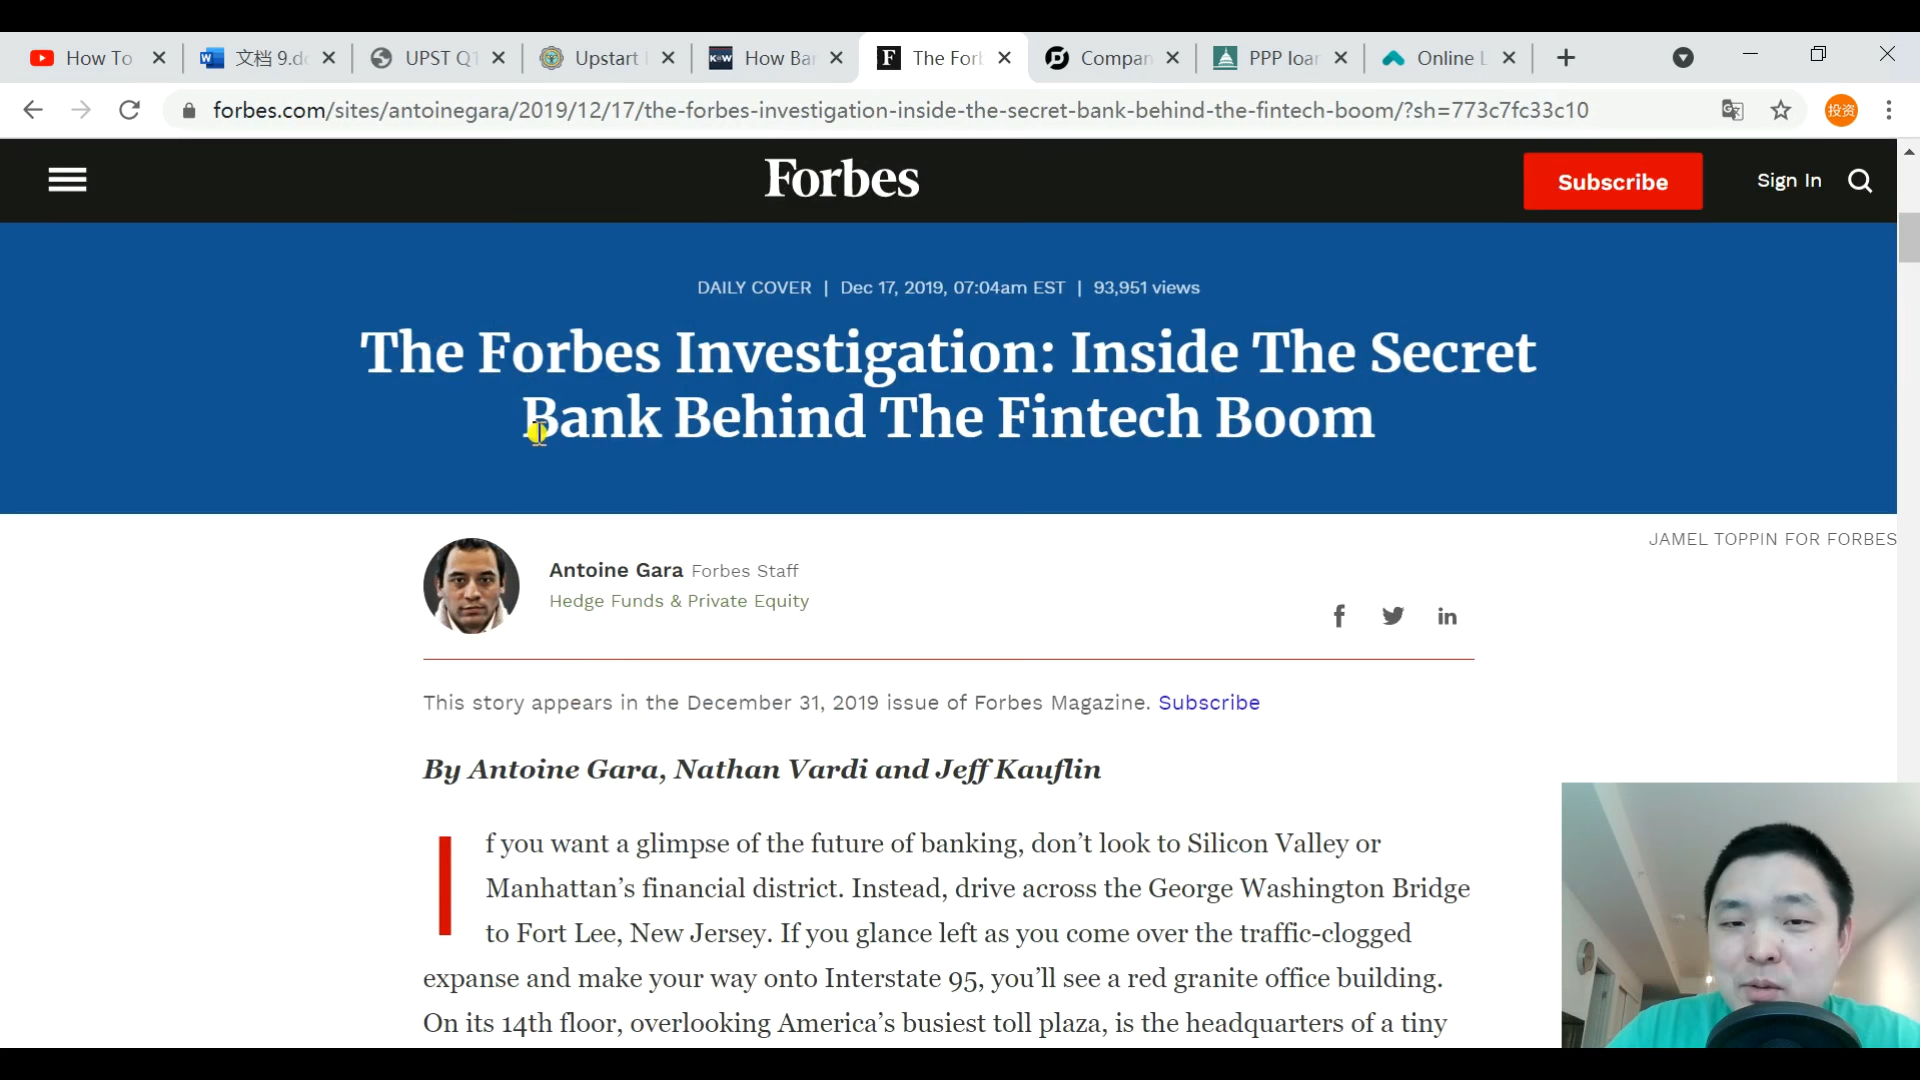 How To
文档 9.d
UPST Q1
Upstart
How Ba
The For
Compan
PPP loan
Online L
forbes.com/sites/antoinegara/2019/12/17/the-forbes-investigation-inside-the-secret-bank-behind-the-fintech-boom/?sh=773c7fc33c10
投资
Forbes
Subscribe
Sign In
DAILY COVER | Dec 17, 2019, 07:04am EST | 93,951 views
The Forbes Investigation: Inside The Secret
Bank Behind The Fintech Boom
JAMEL TOPPIN FOR FORBES
Antoine Gara Forbes Staff
Hedge Funds & Private Equity
This story appears in the December 31, 2019 issue of Forbes Magazine. Subscribe
By Antoine Gara, Nathan Vardi and Jeff Kauflin
If you want a glimpse of the future of banking, don’t look to Silicon Valley or
Manhattan’s financial district. Instead, drive across the George Washington Bridge
to Fort Lee, New Jersey. If you glance left as you come over the traffic-clogged
expanse and make your way onto Interstate 95, you’ll see a red granite office building.
On its 14th floor, overlooking America’s busiest toll plaza, is the headquarters of a tiny